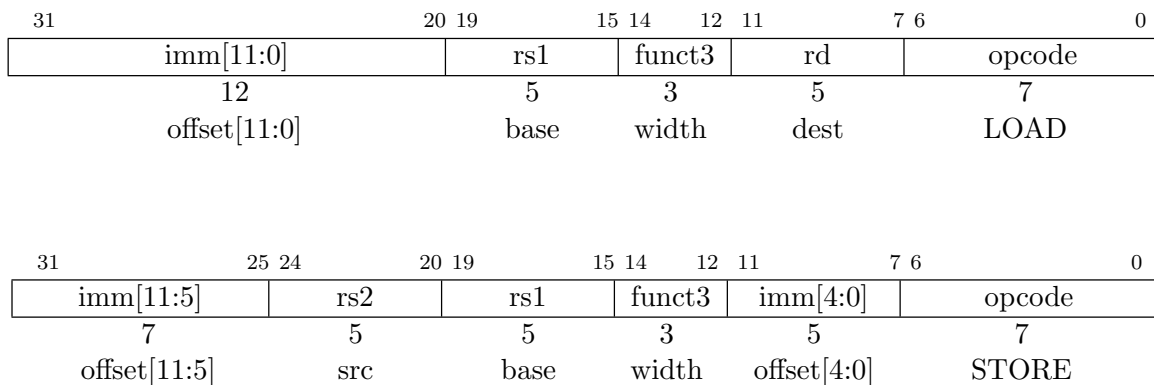 31 20 19 15 14 12 11 7 6 0
imm[11:0] rs1 funct3 rd opcode
12 5 3 5 7
offset[11:0] base width dest LOAD
31 25 24 20 19 15 14 12 11 7 6 0
imm[11:5] rs2 rs1 funct3 imm[4:0] opcode
7 5 5 3 5 7
offset[11:5] src base width offset[4:0] STORE